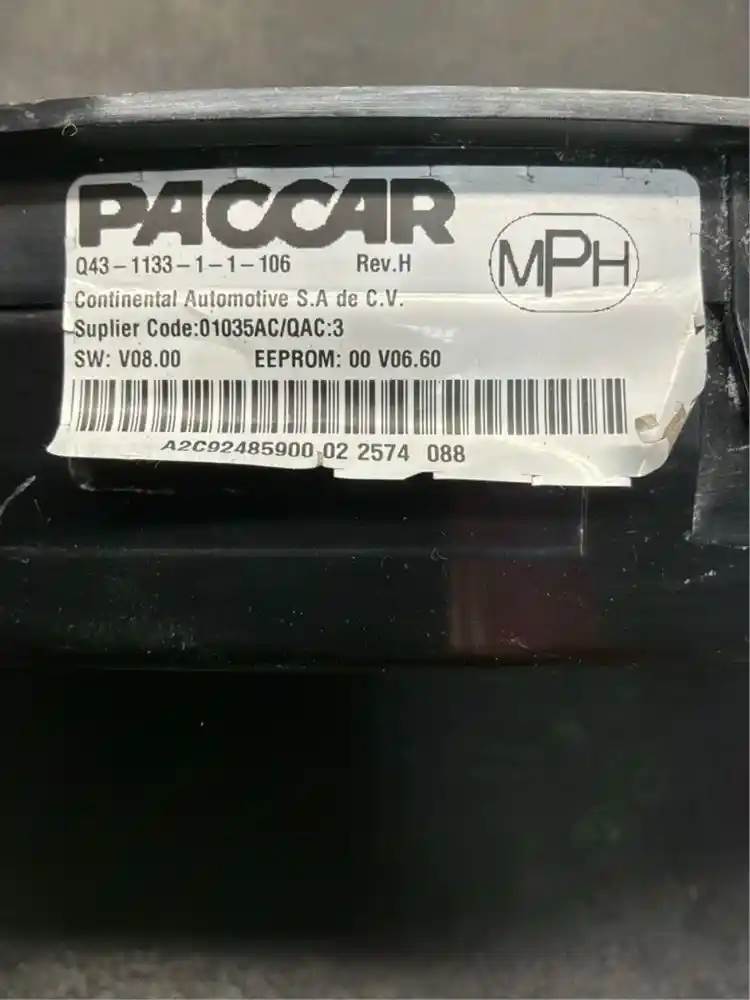 PACCAR
Q43-1133-1-1-106 Rev.H
MPH
Continental Automotive S.A de C.V.
Suplier Code:01035AC/QAC:3
SW: V08.00 EEPROM: 00 V06.60
A2C92485900 02 2574 088